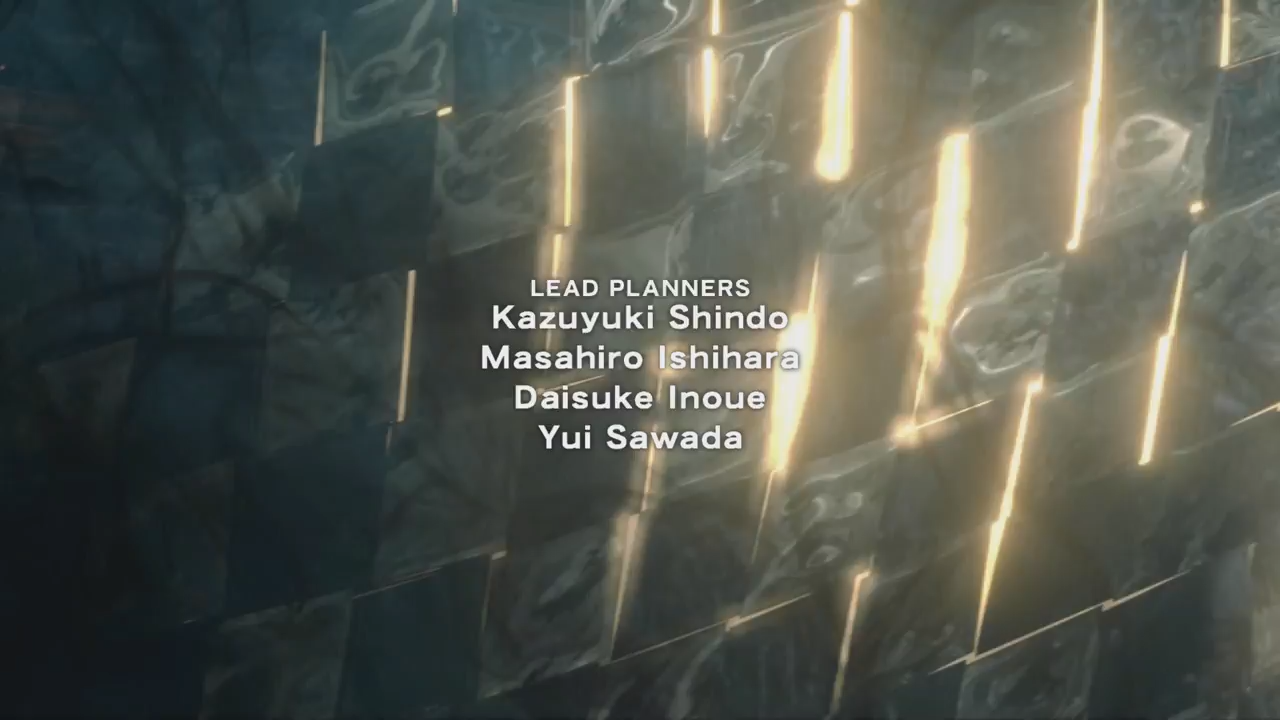 LEAD PLANNERS
Kazuyuki Shindo
Masahiro Ishihara
Daisuke Inoue
Yui Sawada